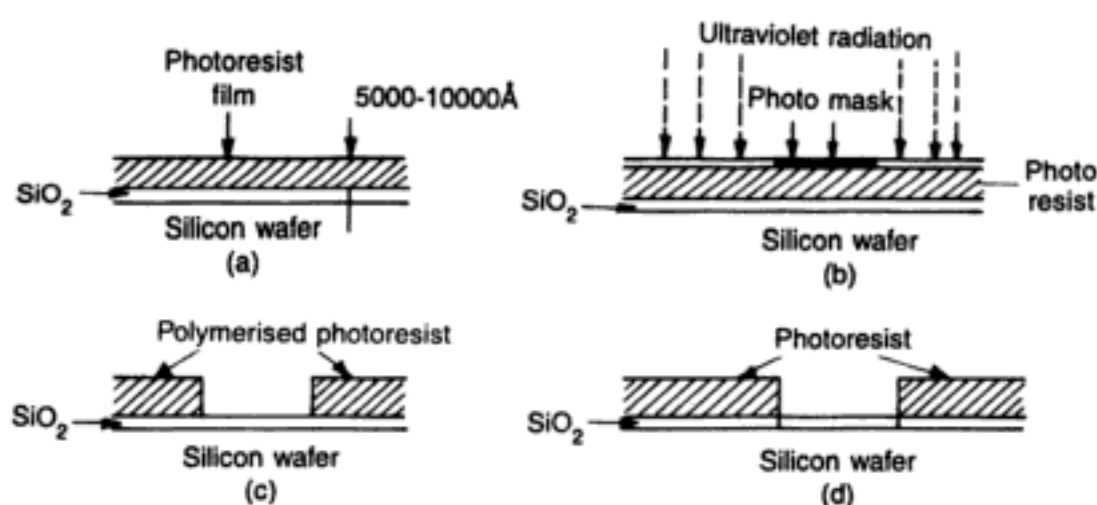 Photoresist
film
5000-10000Å
SiO₂
Silicon wafer
(a)
Ultraviolet radiation
Photo mask
Photo
resist
SiO₂
Silicon wafer
(b)
Polymerised photoresist
SiO₂
Silicon wafer
(c)
Photoresist
SiO₂
Silicon wafer
(d)